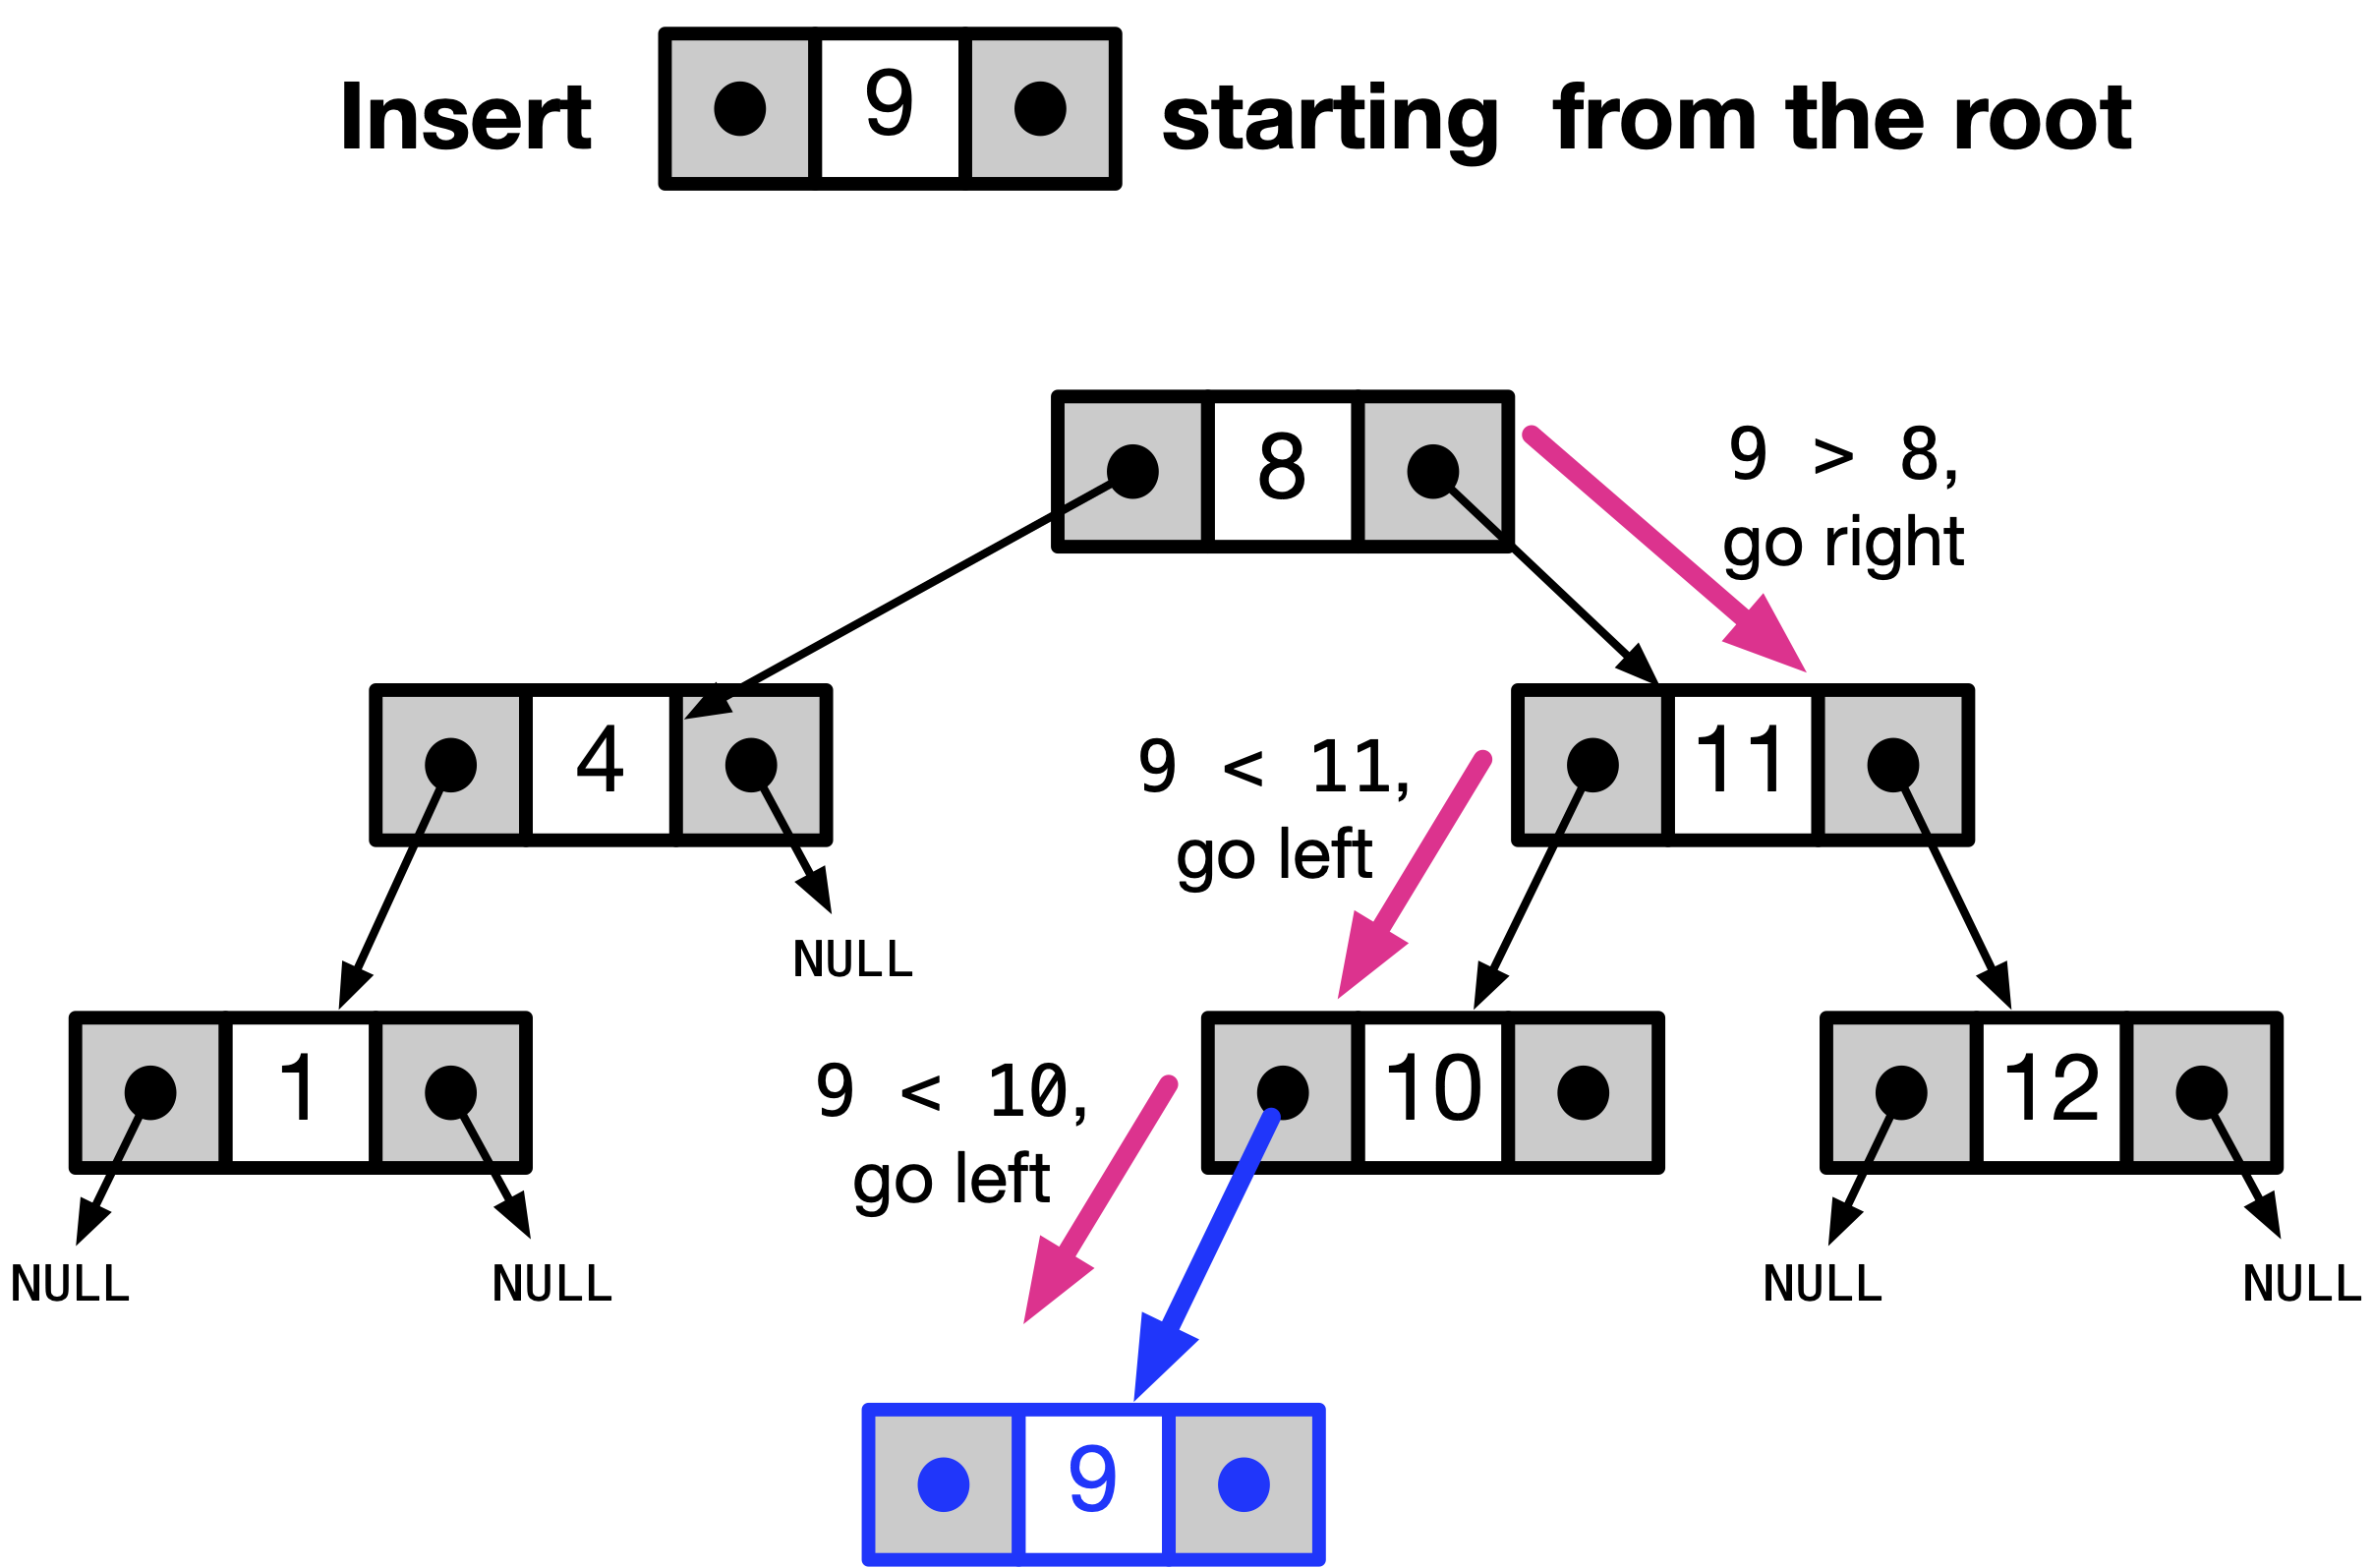 Insert 9 starting from the root
8
9 > 8,
go right
4
11
9 < 11,
go left
NULL
1
10
12
9 < 10,
go left
NULL
NULL
NULL
NULL
9